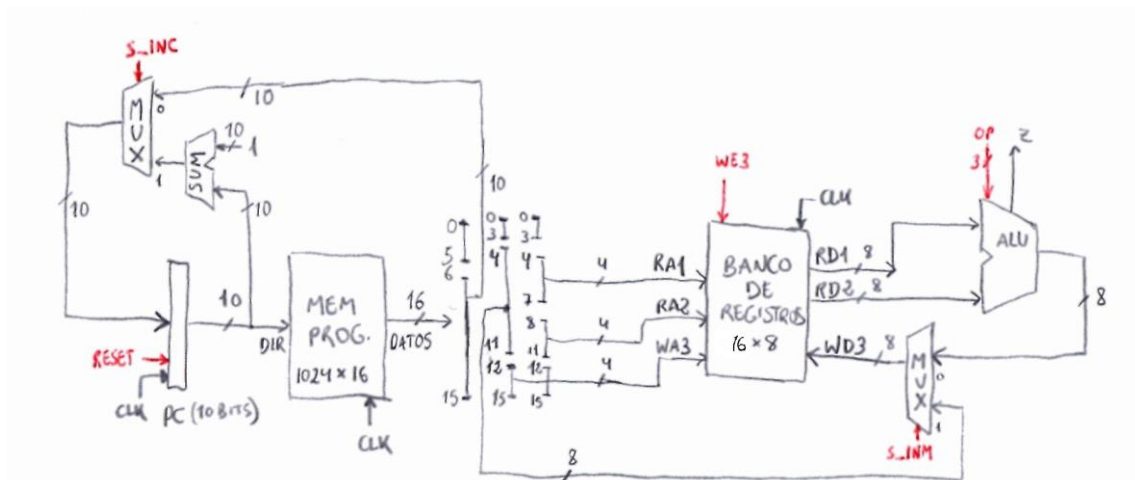 S_INC
MUX
0
1
10
10
1
SUM
10
10
10
10
RESET
CLK
PC (10 BITS)
DIR
MEM
PROG.
1024 x 16
CLK
16
DATOS
0
5
6
15
0
3
4
11
12
15
0
3
4
7
8
11
12
15
4
RA1
4
RA2
4
WA3
8
WE3
CLK
BANCO
DE
REGISTROS
16 x 8
RD1
8
RD2
8
WD3
8
OP
3
Z
ALU
8
MUX
0
1
S_INM